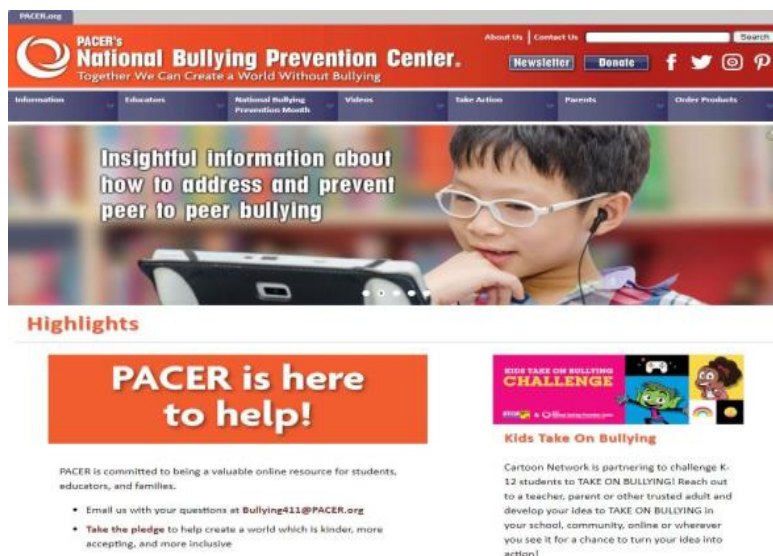 PACER.org
About Us | Contact Us
Search
PACER's
National Bullying Prevention Center.
Together We Can Create a World Without Bullying
Newsletter
Donate
Information
Educators
National Bullying
Prevention Month
Videos
Take Action
Parents
Order Products
Insightful information about
how to address and prevent
peer to peer bullying
Highlights
PACER is here
to help!
PACER is committed to being a valuable online resource for students,
educators, and families.
• Email us with your questions at Bullying411@PACER.org
• Take the pledge to help create a world which is kinder, more
accepting, and more inclusive
KIDS TAKE ON BULLYING
CHALLENGE
Kids Take On Bullying
Cartoon Network is partnering to challenge K-
12 students to TAKE ON BULLYING! Reach out
to a teacher, parent or other trusted adult and
develop your idea to TAKE ON BULLYING in
your school, community, online or wherever
you see it for a chance to turn your idea into
action!